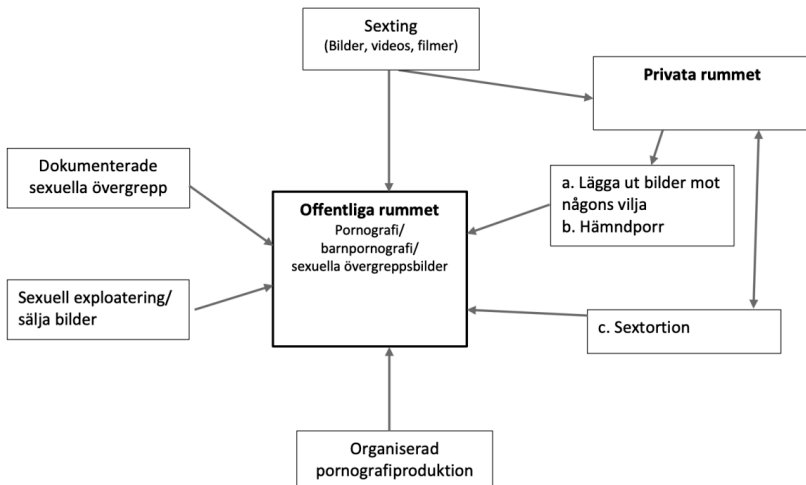 Sexting
(Bilder, videos, filmer)
Privata rummet
Dokumenterade
sexuella övergrepp
a. Lägga ut bilder mot
någons vilja
b. Hämndporr
Offentliga rummet
Pornografi/
barnpornografi/
sexuella övergreppsbilder
Sexuell exploatering/
sälja bilder
c. Sextortion
Organiserad
pornografiproduktion